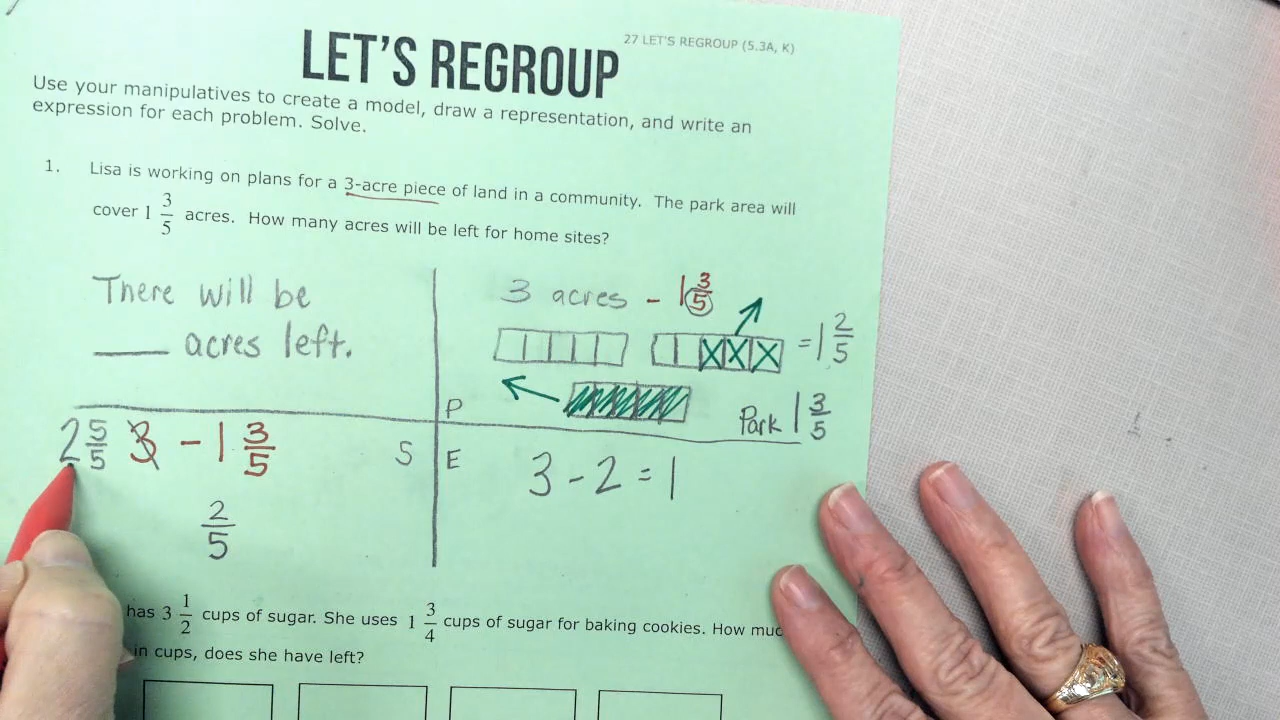 27 LET'S REGROUP (5.3A, K)
LET'S REGROUP
Use your manipulatives to create a model, draw a representation, and write an
expression for each problem. Solve.
1. Lisa is working on plans for a 3-acre piece of land in a community. The park area will
cover 1 3/5 acres. How many acres will be left for home sites?
There will be
___ acres left.
3 acres - 1 3/5
= 1 2/5
Park 1 3/5
P
2 5/5 3 - 1 3/5
2/5
S
E
3 - 2 = 1
has 3 1/2 cups of sugar. She uses 1 3/4 cups of sugar for baking cookies. How
in cups, does she have left?